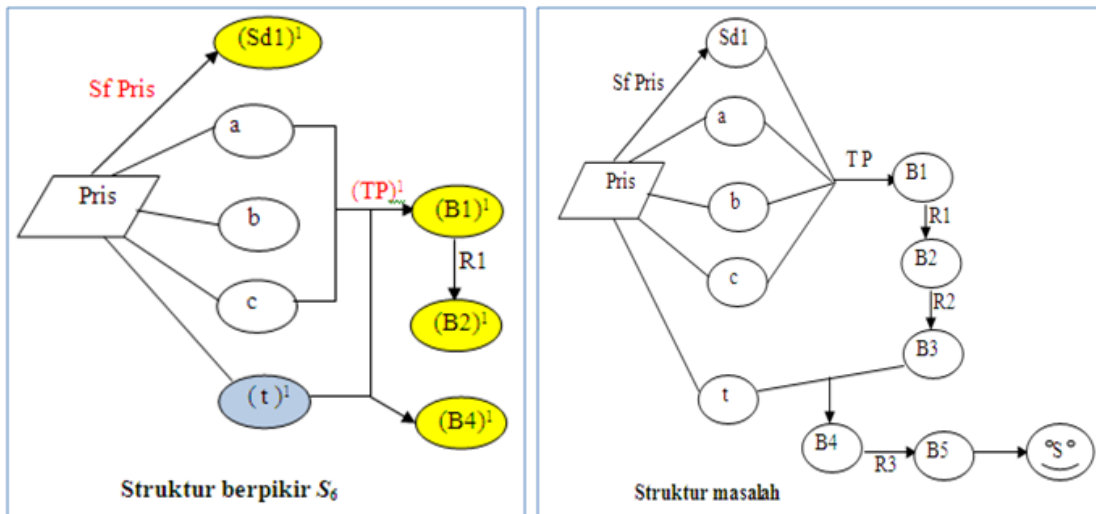 (Sd1)¹
Sf Pris
a
Pris
b
(TP)¹
(B1)¹
R1
c
(B2)¹
(t)¹
(B4)¹
Struktur berpikir S₆
Sd1
Sf Pris
a
TP
B1
Pris
R1
b
B2
R2
c
B3
t
B4
R3
B5
°S°
Struktur masalah